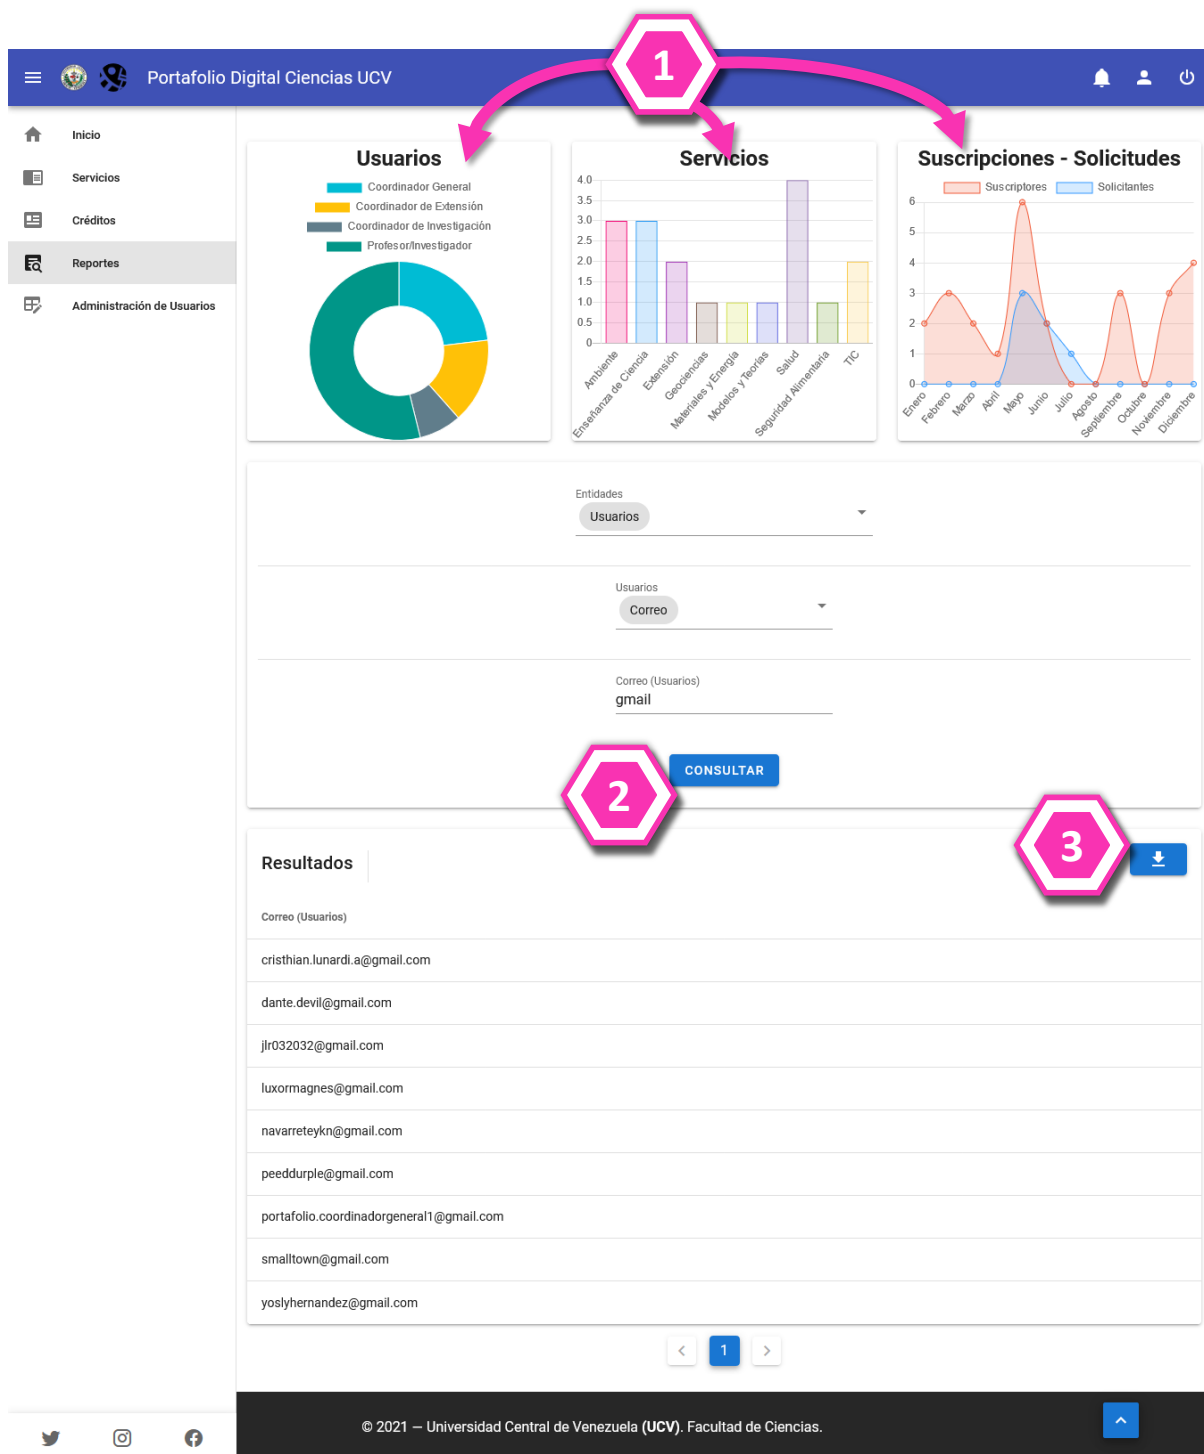 1
Portafolio Digital Ciencias UCV
Inicio
Servicios
Créditos
Reportes
Administración de Usuarios
Usuarios
Coordinador General
Coordinador de Extensión
Coordinador de Investigación
Profesor/Investigador
Servicios
4.0
3.5
3.0
2.5
2.0
1.5
1.0
0.5
0
Ambiente
Enseñanza de Ciencia
Extensión
Geociencias
Materiales y Energía
Modelos y Teorías
Salud
Seguridad Alimentaria
TIC
Suscripciones - Solicitudes
Suscriptores
Solicitantes
6
5
4
3
2
1
0
Enero
Febrero
Marzo
Abril
Mayo
Junio
Julio
Agosto
Septiembre
Octubre
Noviembre
Diciembre
Entidades
Usuarios
Usuarios
Correo
Correo (Usuarios)
gmail
2
CONSULTAR
3
Resultados
Correo (Usuarios)
cristhian.lunardi.a@gmail.com
dante.devil@gmail.com
jlr032032@gmail.com
luxormagnes@gmail.com
navarreteykn@gmail.com
peeddurple@gmail.com
portafolio.coordinadorgeneral1@gmail.com
smalltown@gmail.com
yoslyhernandez@gmail.com
1
© 2021 — Universidad Central de Venezuela (UCV). Facultad de Ciencias.